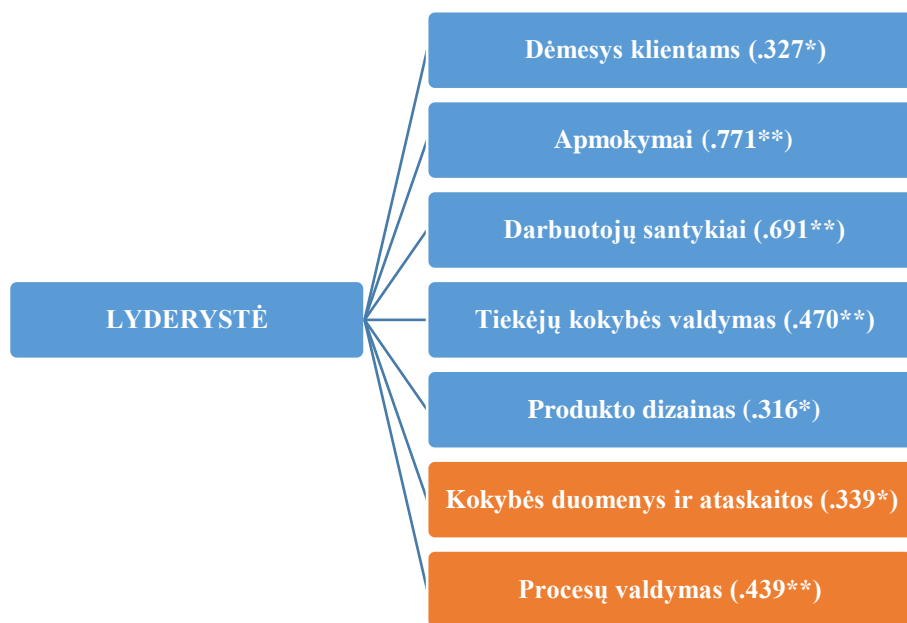 Dėmesys klientams (.327*)
Apmokymai (.771**)
Darbuotojų santykiai (.691**)
LYDERYSTĖ
Tiekėjų kokybės valdymas (.470**)
Produkto dizainas (.316*)
Kokybės duomenys ir ataskaitos (.339*)
Procesų valdymas (.439**)